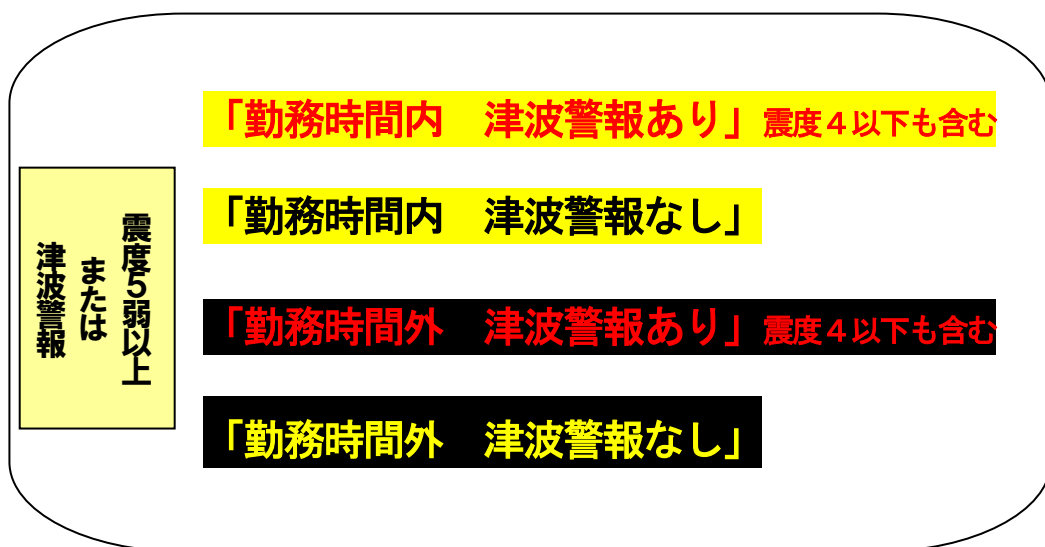 震度５弱以上
または
津波警報
「勤務時間内　津波警報あり」震度４以下も含む
「勤務時間内　津波警報なし」
「勤務時間外　津波警報あり」震度４以下も含む
「勤務時間外　津波警報なし」